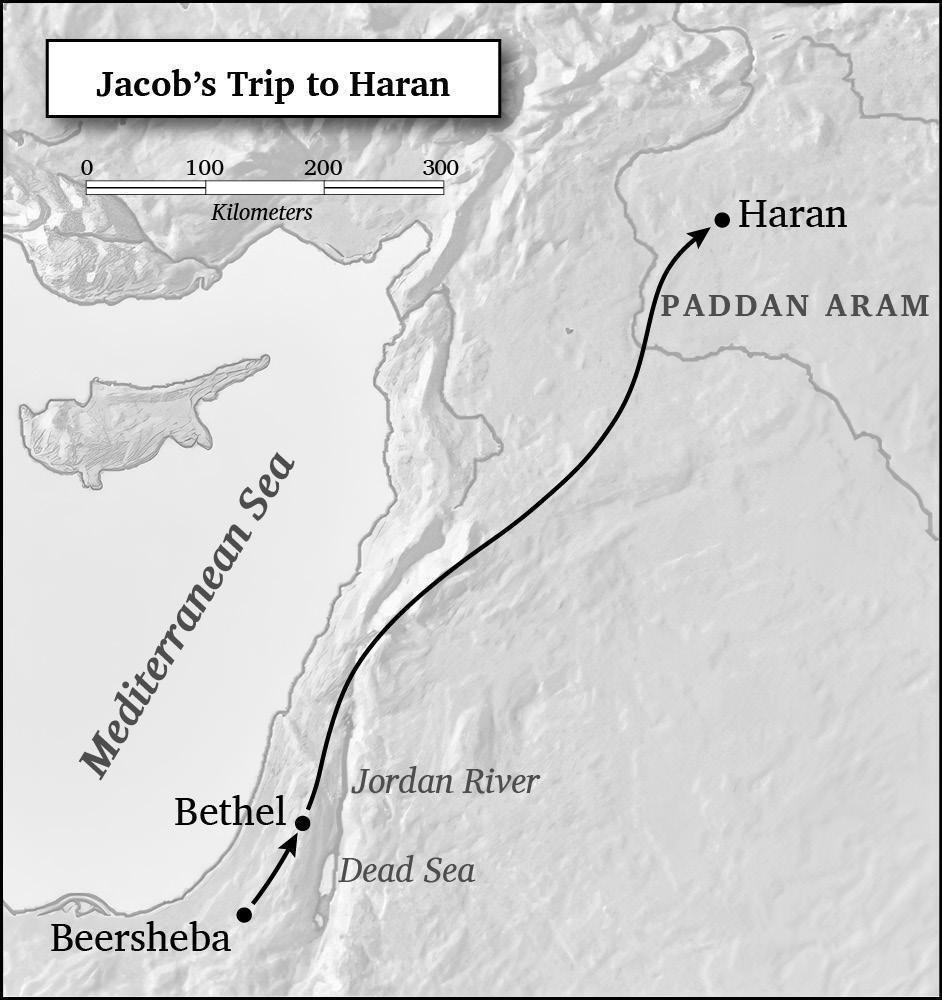 Jacob’s Trip to Haran
0 100 200 300
Kilometers
Haran
PADDAN ARAM
Mediterranean Sea
Jordan River
Bethel
Dead Sea
Beersheba